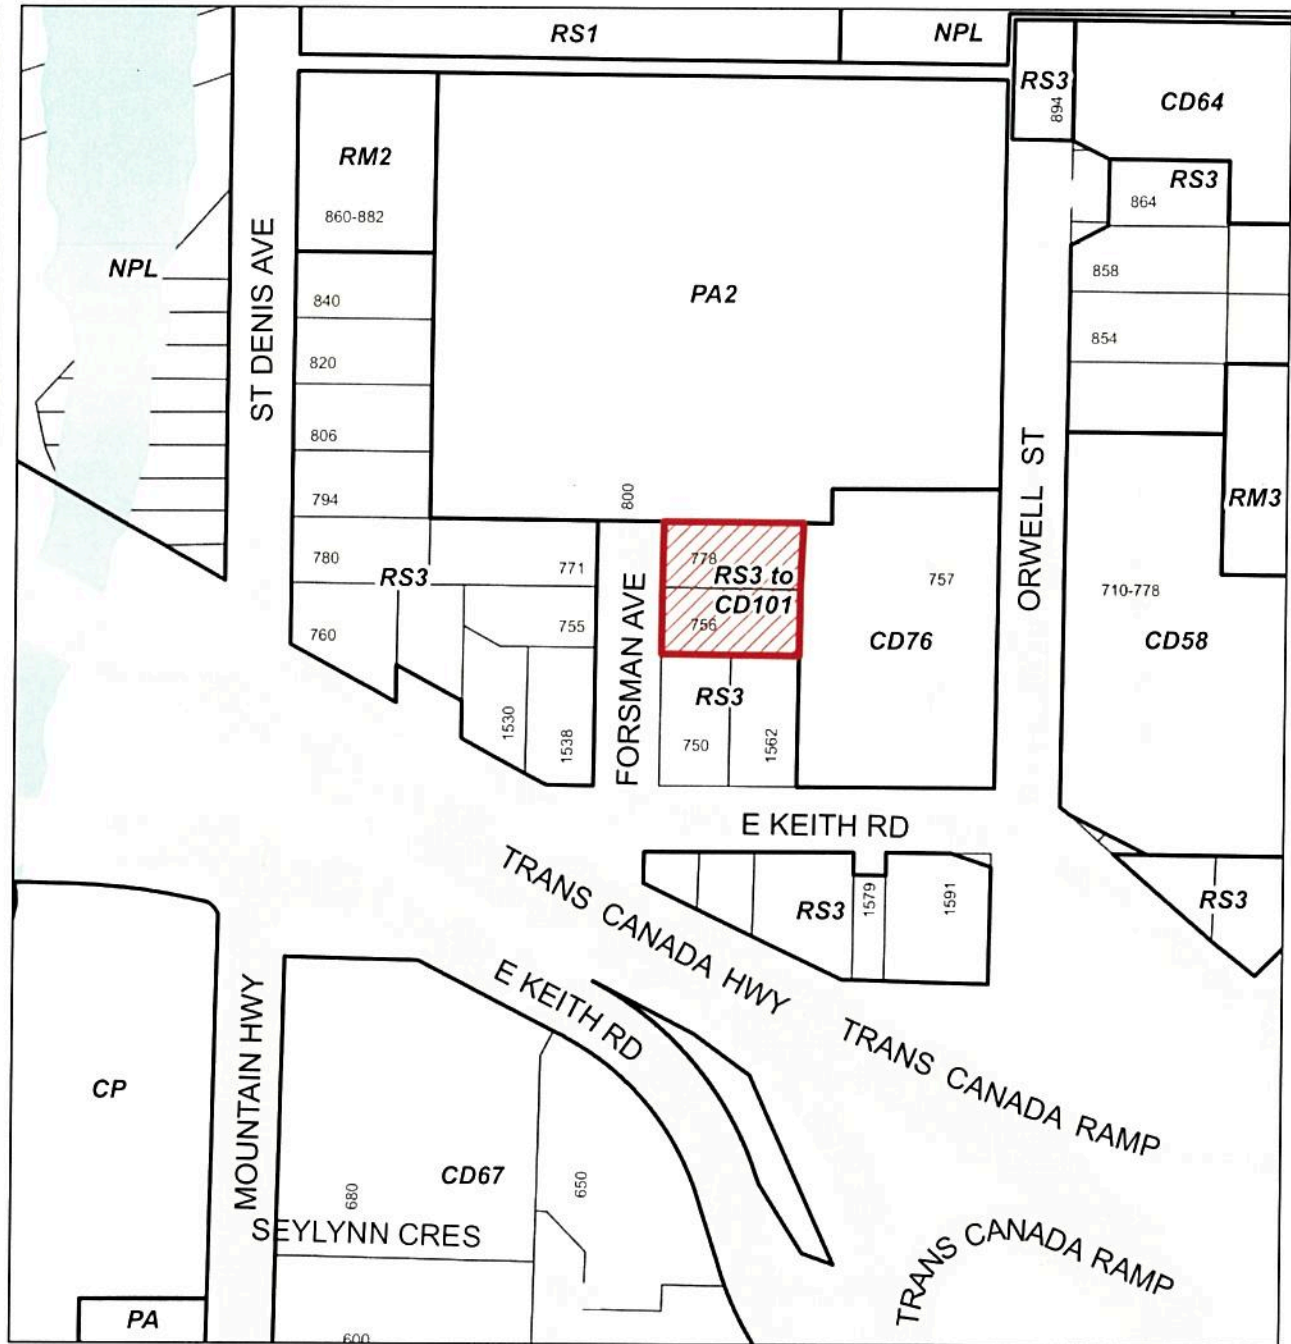 RS1
NPL
RS3
894
CD64
RM2
860-882
RS3
864
NPL
ST DENIS AVE
840
PA2
858
820
854
806
ORWELL ST
794
800
RM3
780
RS3
771
FORSMAN AVE
778
RS3 to
CD101
756
757
CD76
710-778
CD58
760
755
1530
1538
RS3
750
1562
E KEITH RD
TRANS CANADA HWY
RS3
1579
1591
RS3
E KEITH RD
TRANS CANADA RAMP
MOUNTAIN HWY
CP
CD67
680
650
SEYLYNN CRES
TRANS CANADA RAMP
PA
600